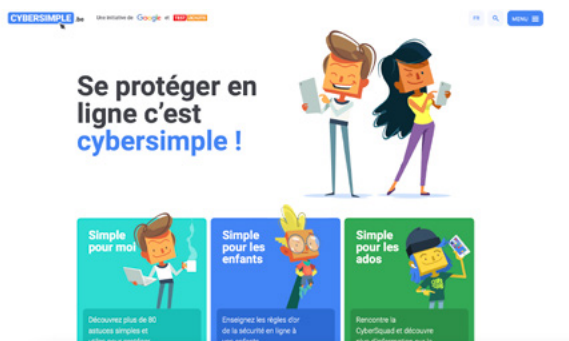 CYBERSIMPLE.be
Une initiative de Google et TEST ACHATS
FR
MENU
Se protéger en
ligne c'est
cybersimple !
Simple
pour moi
Simple
pour les
enfants
Simple
pour les
ados
Découvrez plus de 80
astuces simples et
Enseignez les règles d'or
de la sécurité en ligne à
Rencontre la
CyberSquad et découvre